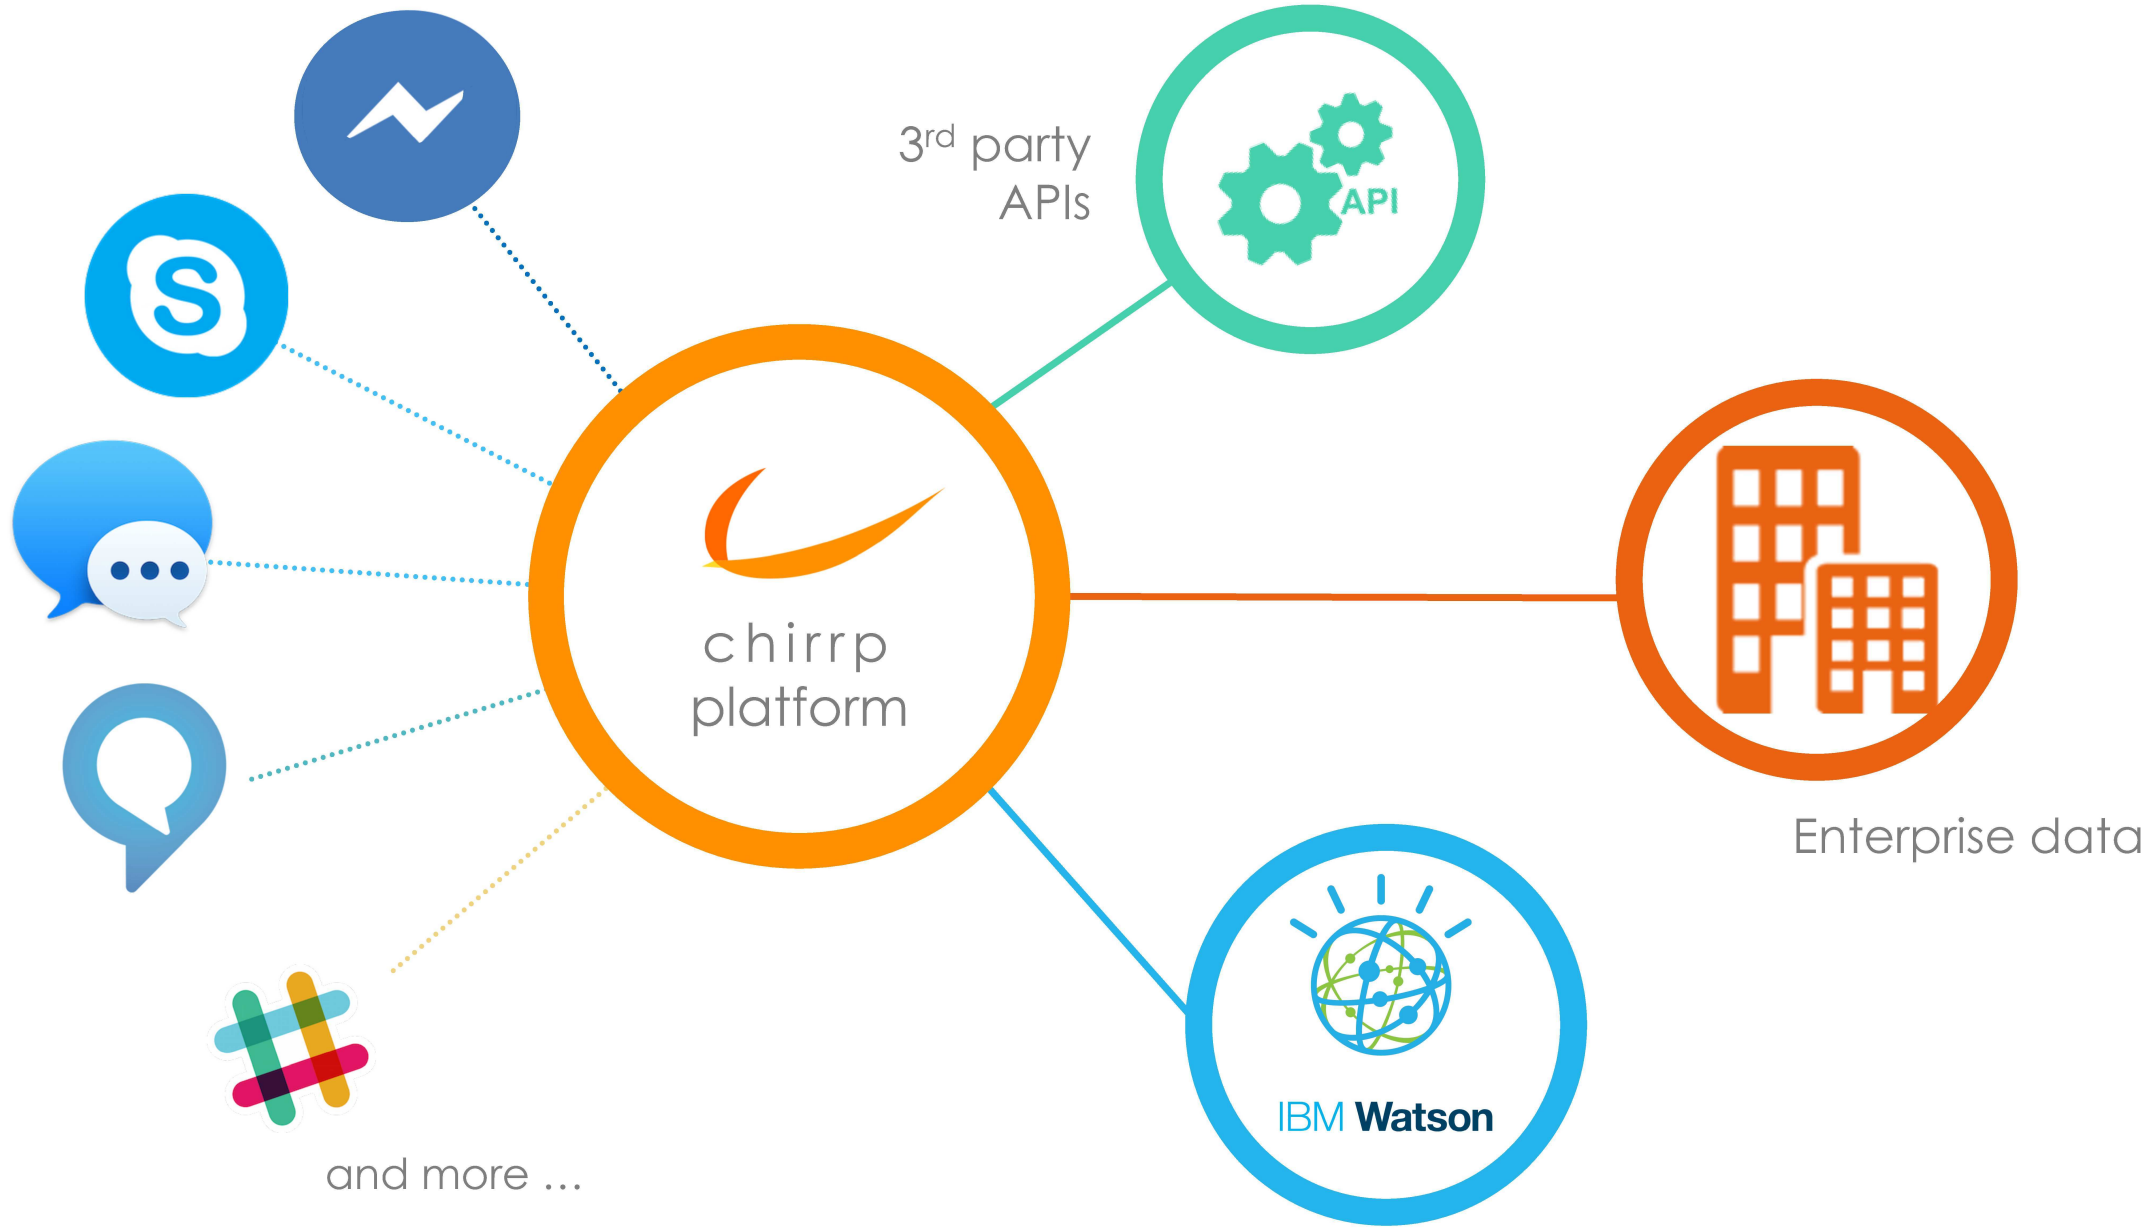 3rd party
APIs
API
S
chirrp
platform
Enterprise data
IBM Watson
and more ...